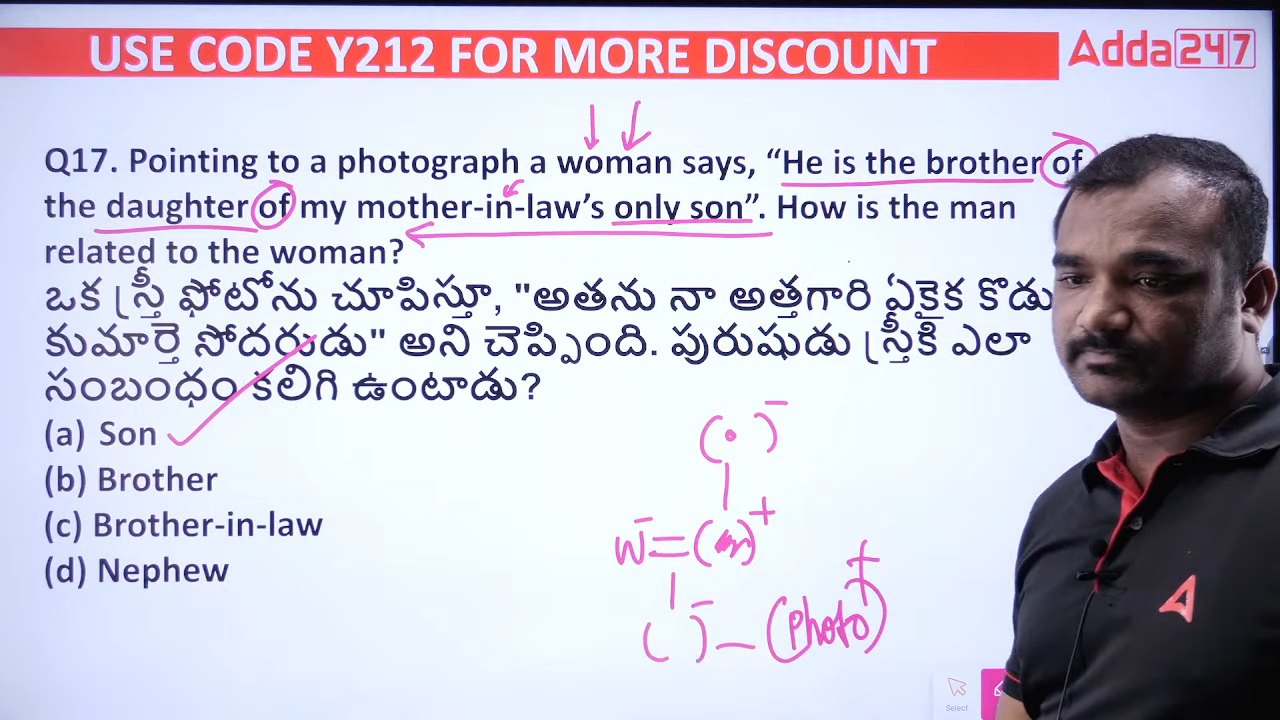 USE CODE Y212 FOR MORE DISCOUNT
Adda247
Q17. Pointing to a photograph a woman says, “He is the brother of
the daughter of my mother-in-law’s only son”. How is the man
related to the woman?
ఒక స్త్రీ ఫోటోను చూపిస్తూ, "అతను నా అత్తగారి ఏకైక
కుమార్తె సోదరుడు" అని చెప్పింది. పురుషుడు స్త్రీకి ఎలా
సంబంధం కలిగి ఉంటాడు?
(a) Son
(b) Brother
(c) Brother-in-law
(d) Nephew
( • ) −
w − = ( m ) +
( ) − — (Photo) +
Select